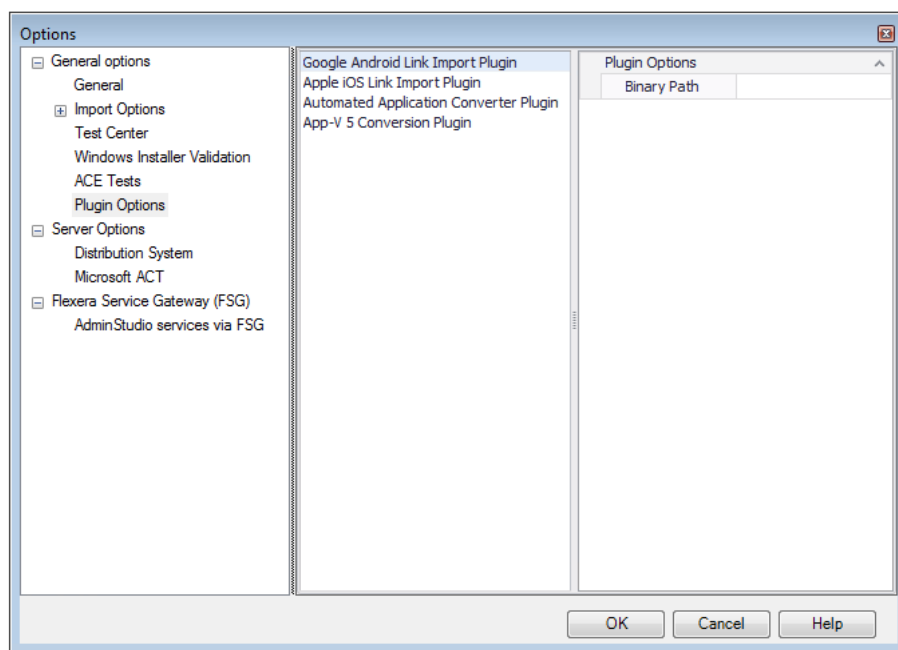 Options
General options
General
Import Options
Test Center
Windows Installer Validation
ACE Tests
Plugin Options
Server Options
Distribution System
Microsoft ACT
Flexera Service Gateway (FSG)
AdminStudio services via FSG
Google Android Link Import Plugin
Apple iOS Link Import Plugin
Automated Application Converter Plugin
App-V 5 Conversion Plugin
Plugin Options
Binary Path
OK Cancel Help